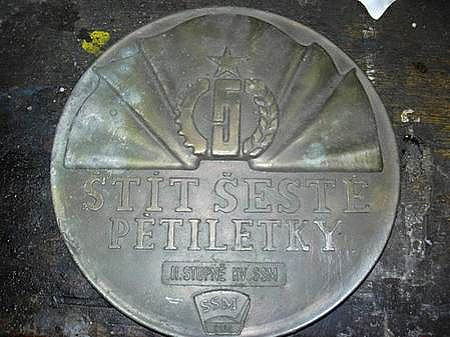 5
ŠTÍT ŠESTÉ
PĚTILETKY
II. STUPNĚ ÚV SSM
SSM